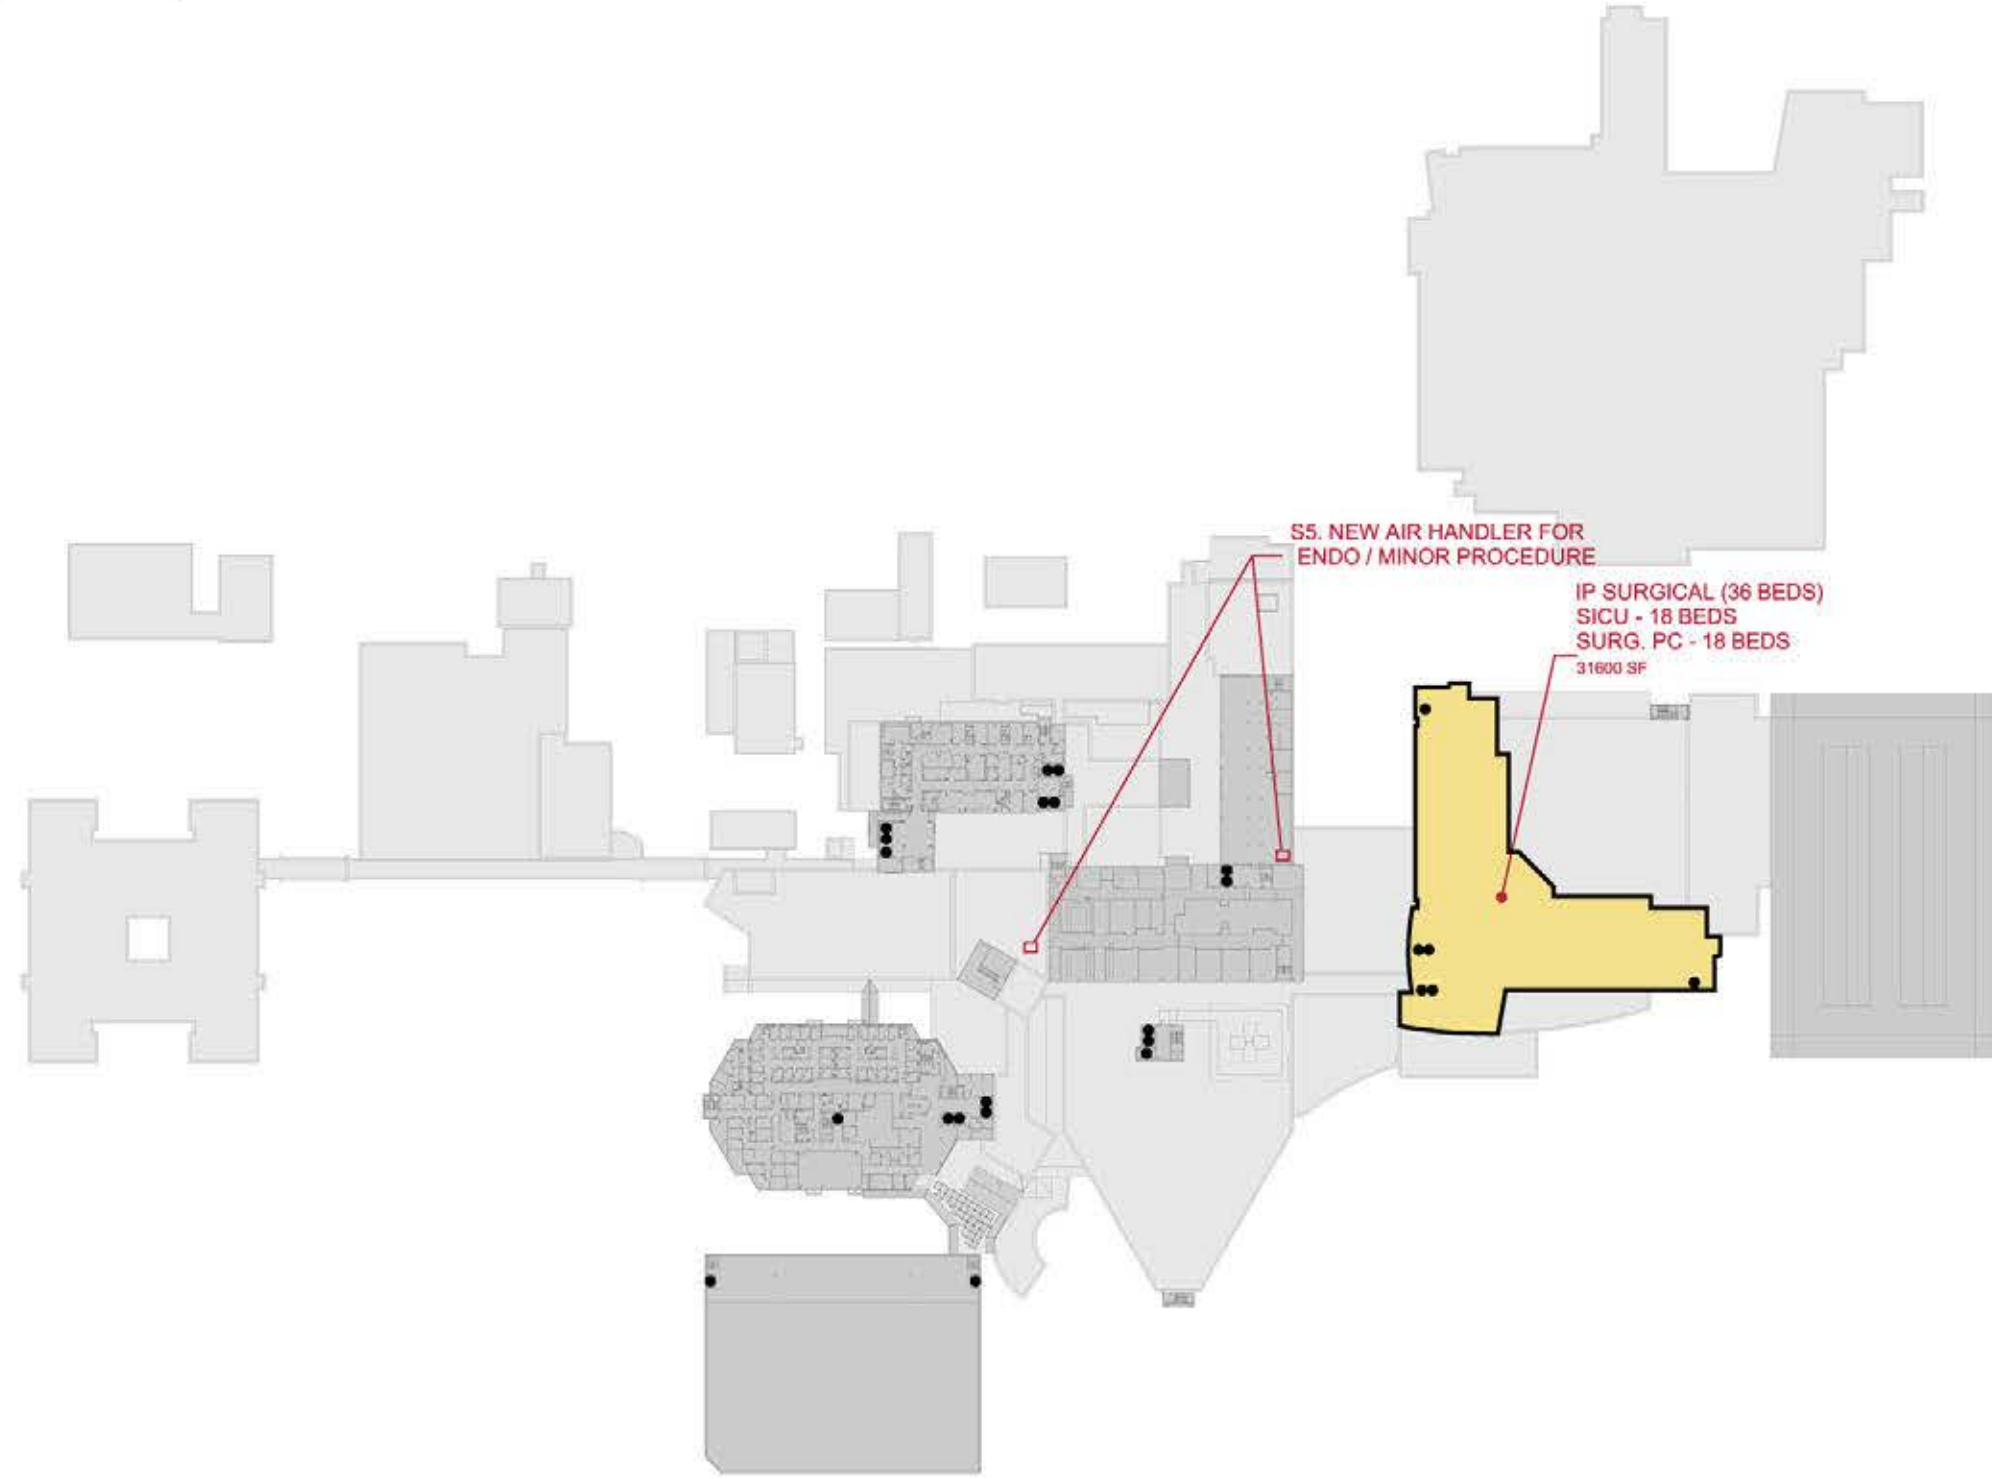 S5. NEW AIR HANDLER FOR
ENDO / MINOR PROCEDURE
IP SURGICAL (36 BEDS)
SICU - 18 BEDS
SURG. PC - 18 BEDS
31600 SF